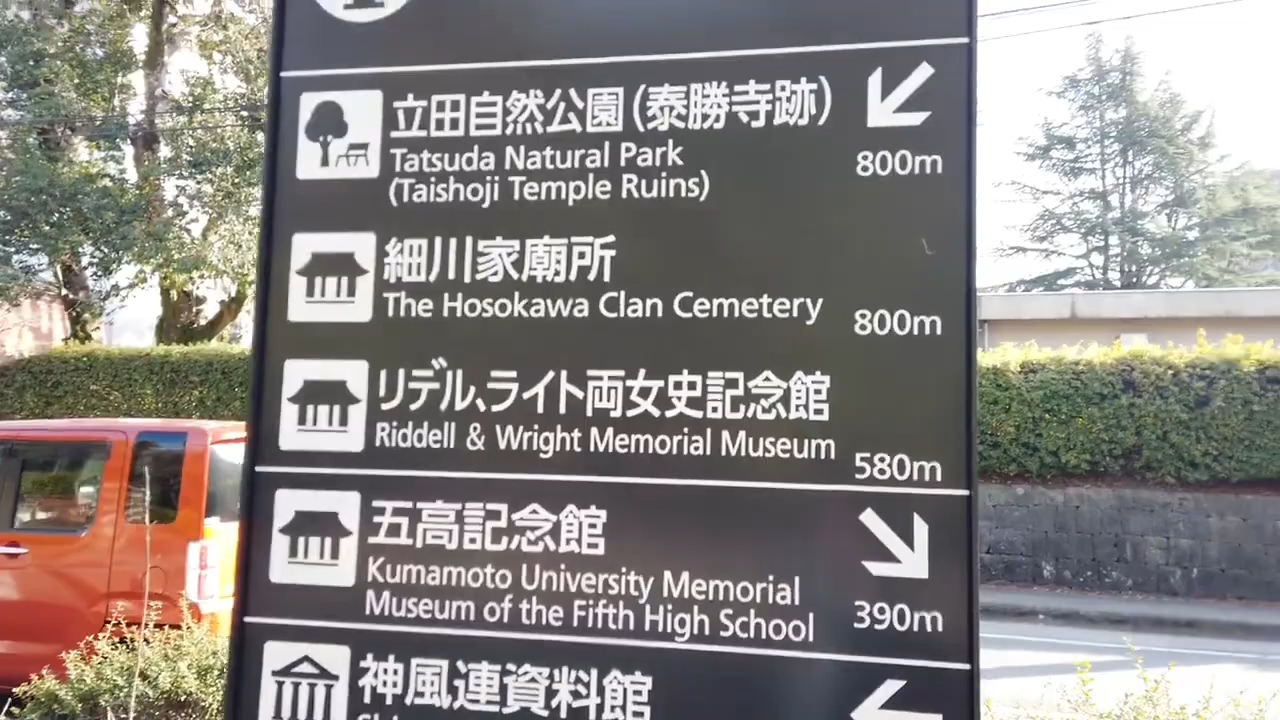 立田自然公園(泰勝寺跡)
Tatsuda Natural Park
(Taishoji Temple Ruins)
800m
細川家廟所
The Hosokawa Clan Cemetery
800m
リデル、ライト両女史記念館
Riddell & Wright Memorial Museum
580m
五高記念館
Kumamoto University Memorial
Museum of the Fifth High School
390m
神風連資料館